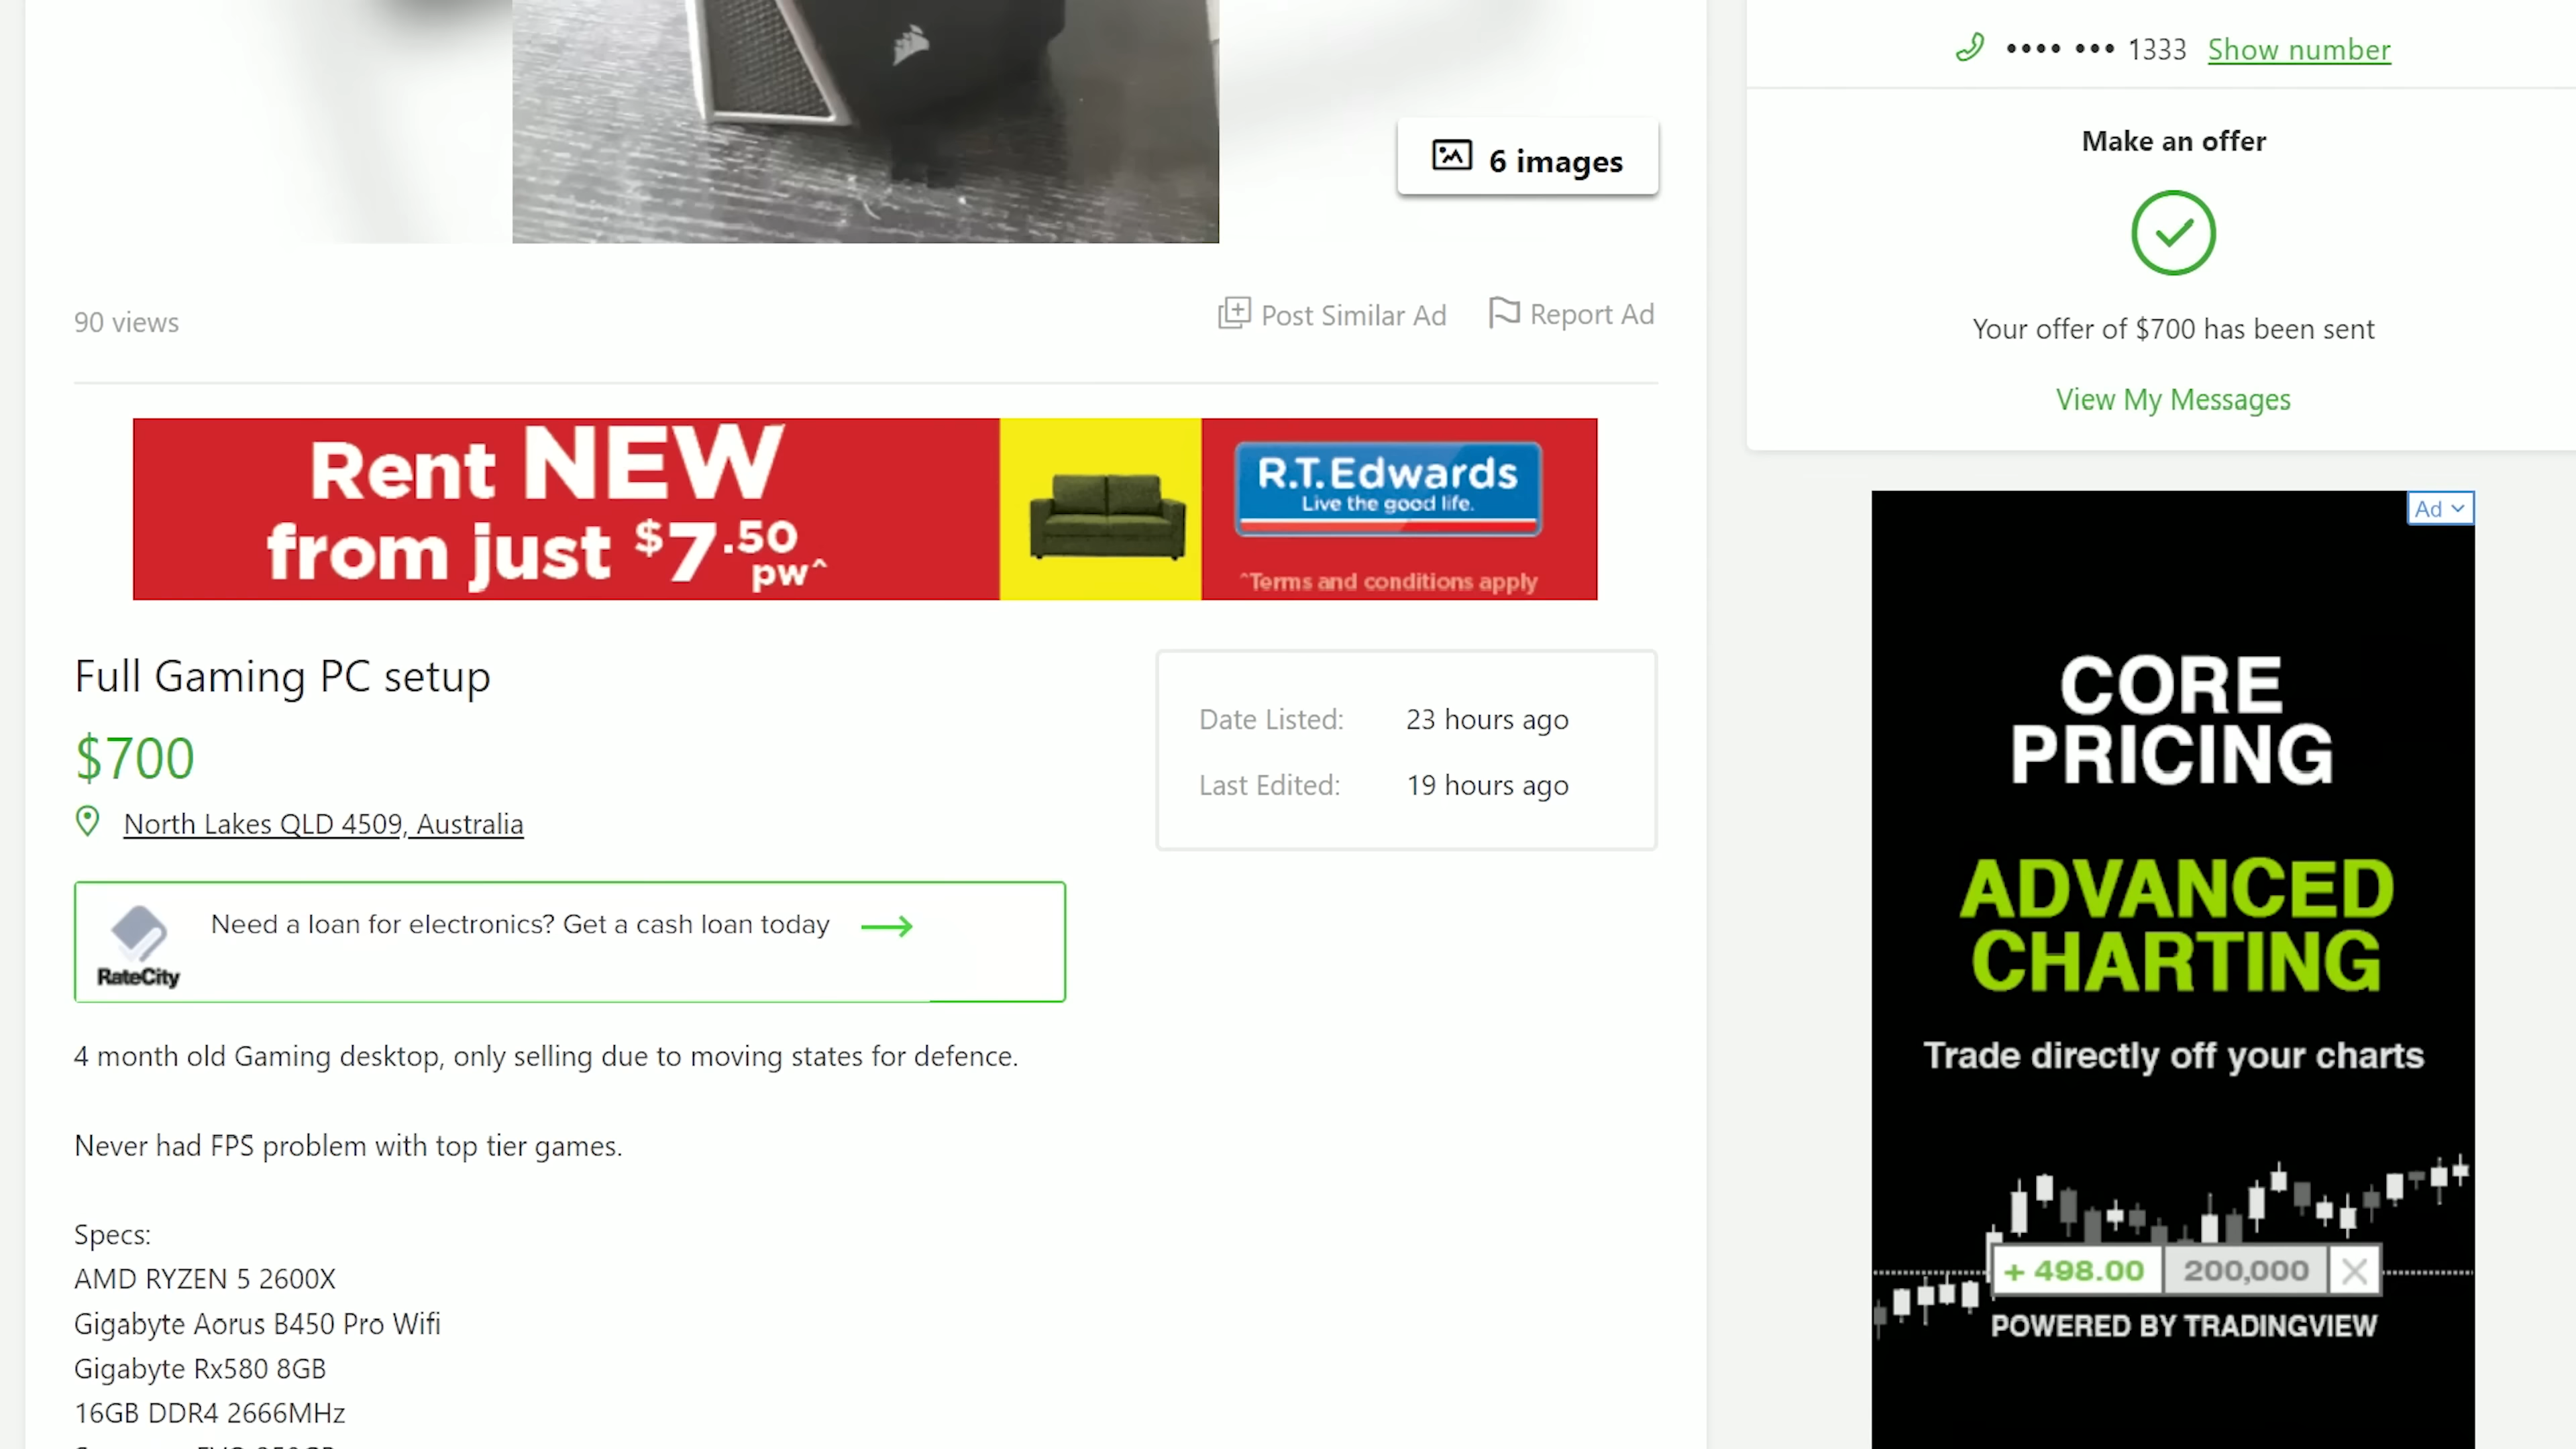 •••• ••• 1333 Show number
Make an offer
6 images
Your offer of $700 has been sent
View My Messages
90 views
Post Similar Ad
Report Ad
Rent NEW
from just $7.50
pw^
R.T.Edwards
Live the good life.
^Terms and conditions apply
Ad
Full Gaming PC setup
$700
North Lakes QLD 4509, Australia
Date Listed: 23 hours ago
Last Edited: 19 hours ago
RateCity
Need a loan for electronics? Get a cash loan today
4 month old Gaming desktop, only selling due to moving states for defence.
Never had FPS problem with top tier games.
Specs:
AMD RYZEN 5 2600X
Gigabyte Aorus B450 Pro Wifi
Gigabyte Rx580 8GB
16GB DDR4 2666MHz
CORE
PRICING
ADVANCED
CHARTING
Trade directly off your charts
+ 498.00
200,000
POWERED BY TRADINGVIEW